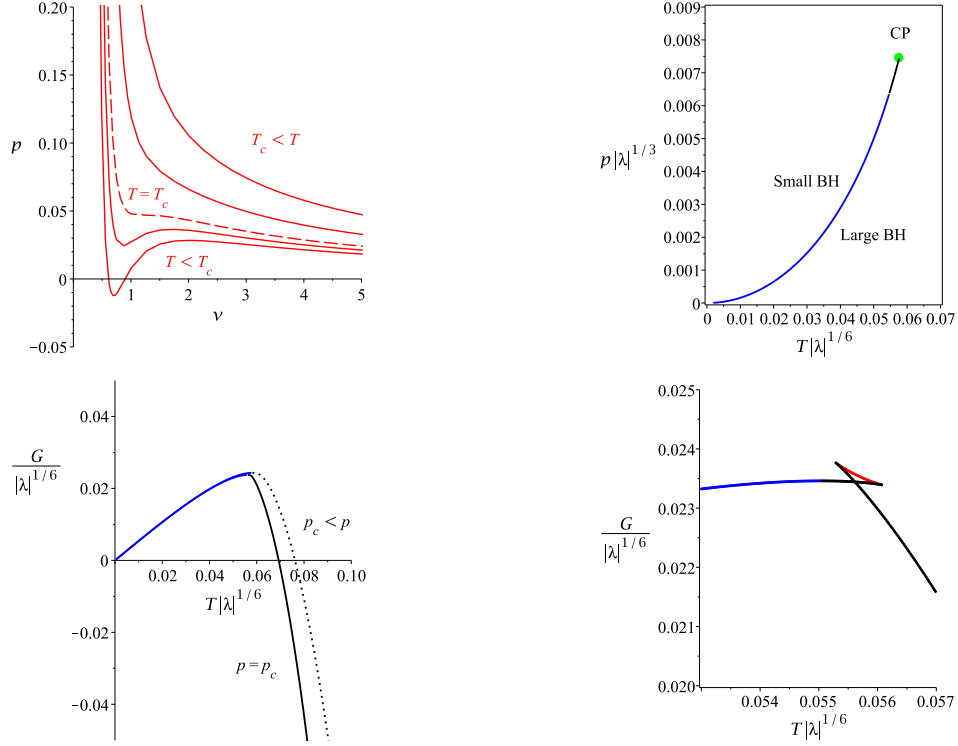 0.20
0.15
p
0.10
T_c < T
T = T_c
0.05
T < T_c
0
1 2 3 4 5
v
−0.05
0.009
CP
0.008
0.007
0.006
p|λ|^{1/3}
0.005
0.004
Small BH
0.003
Large BH
0.002
0.001
0
0 0.01 0.02 0.03 0.04 0.05 0.06 0.07
T|λ|^{1/6}
0.04
G
|λ|^{1/6}
0.02
p_c < p
0
0.02 0.04 0.06 0.08 0.10
T|λ|^{1/6}
−0.02
p = p_c
−0.04
0.025
0.024
0.023
G
|λ|^{1/6}
0.022
0.021
0.020
0.054 0.055 0.056 0.057
T|λ|^{1/6}